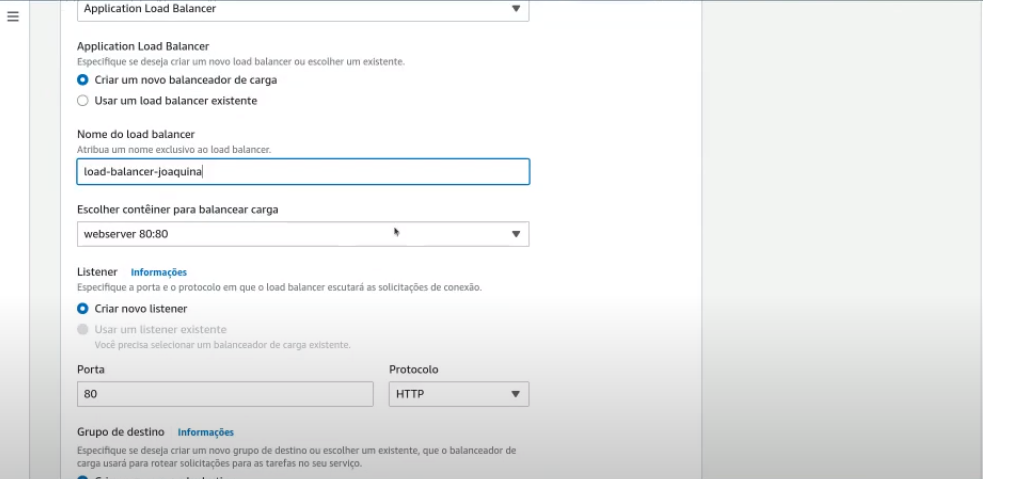 Application Load Balancer
Application Load Balancer
Especifique se deseja criar um novo load balancer ou escolher um existente.
Criar um novo balanceador de carga
Usar um load balancer existente
Nome do load balancer
Atribua um nome exclusivo ao load balancer.
load-balancer-joaquina
Escolher contêiner para balancear carga
webserver 80:80
Listener Informações
Especifique a porta e o protocolo em que o load balancer escutará as solicitações de conexão.
Criar novo listener
Usar um listener existente
Você precisa selecionar um balanceador de carga existente.
Porta Protocolo
80 HTTP
Grupo de destino Informações
Especifique se deseja criar um novo grupo de destino ou escolher um existente, que o balanceador de
carga usará para rotear solicitações para as tarefas no seu serviço.